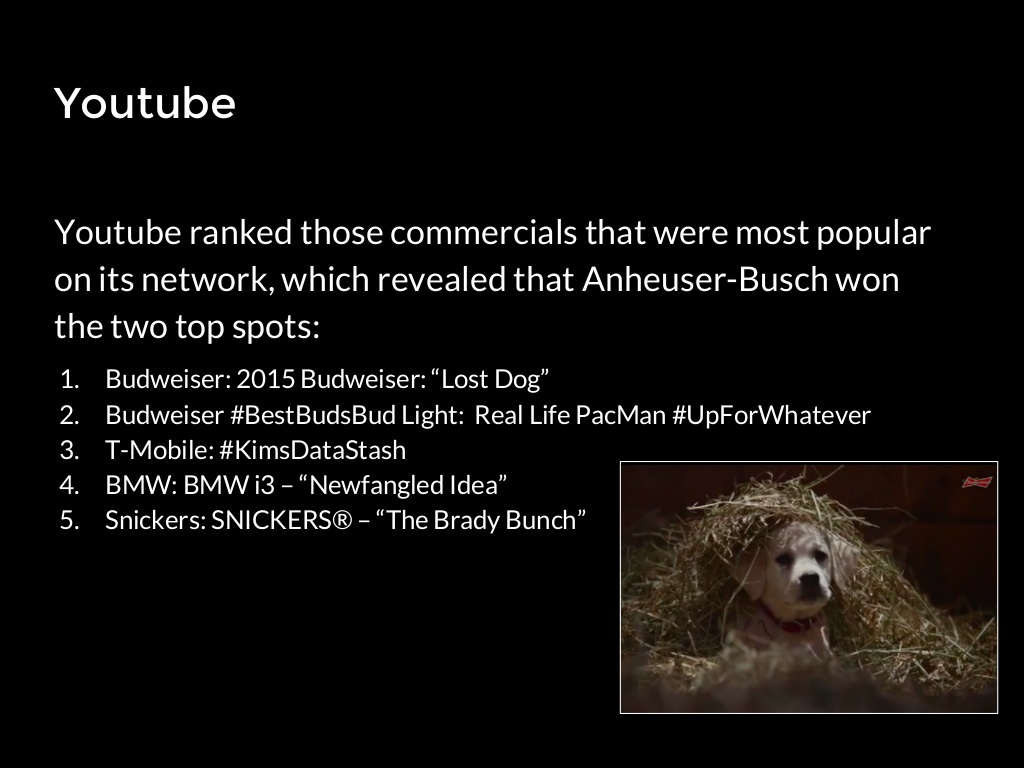 Youtube
Youtube ranked those commercials that were most popular
on its network, which revealed that Anheuser-Busch won
the two top spots:
1. Budweiser: 2015 Budweiser: “Lost Dog”
2. Budweiser #BestBudsBud Light:  Real Life PacMan #UpForWhatever
3. T-Mobile: #KimsDataStash
4. BMW: BMW i3 – “Newfangled Idea”
5. Snickers: SNICKERS® – “The Brady Bunch”